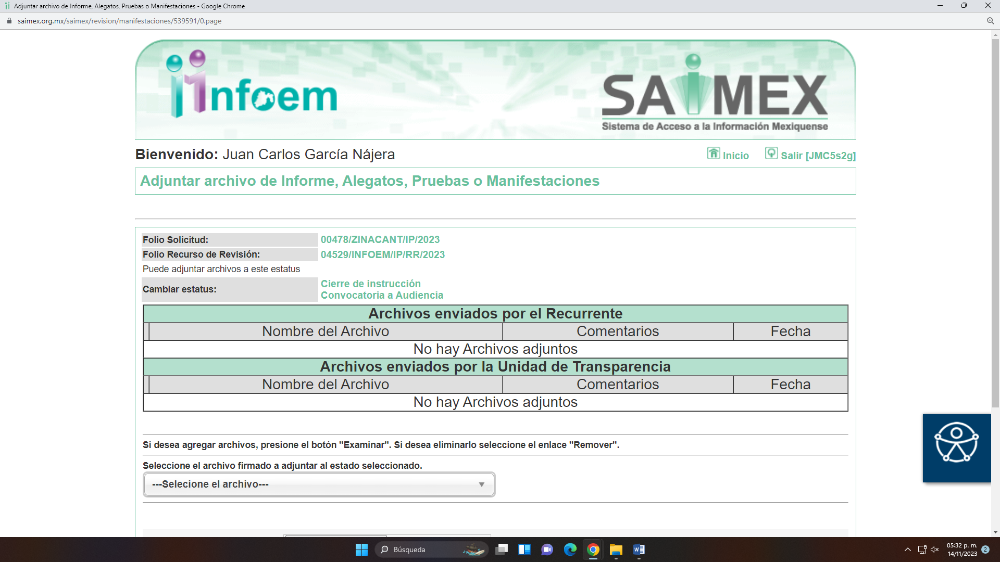 Adjuntar archivo de Informe, Alegatos, Pruebas o Manifestaciones - Google Chrome
saimex.org.mx/saimex/revision/manifestaciones/539591/0.page
infoem
SAIMEX
Sistema de Acceso a la Información Mexiquense
Bienvenido: Juan Carlos García Nájera
Inicio
Salir [JMC5s2g]
Adjuntar archivo de Informe, Alegatos, Pruebas o Manifestaciones
Folio Solicitud: 00478/ZINACANT/IP/2023
Folio Recurso de Revisión: 04529/INFOEM/IP/RR/2023
Puede adjuntar archivos a este estatus
Cambiar estatus: Cierre de instrucción
Convocatoria a Audiencia
Archivos enviados por el Recurrente
Nombre del Archivo Comentarios Fecha
No hay Archivos adjuntos
Archivos enviados por la Unidad de Transparencia
Nombre del Archivo Comentarios Fecha
No hay Archivos adjuntos
Si desea agregar archivos, presione el botón "Examinar". Si desea eliminarlo seleccione el enlace "Remover".
Seleccione el archivo firmado a adjuntar al estado seleccionado.
---Selecione el archivo---
Búsqueda
05:32 p. m.
14/11/2023
2